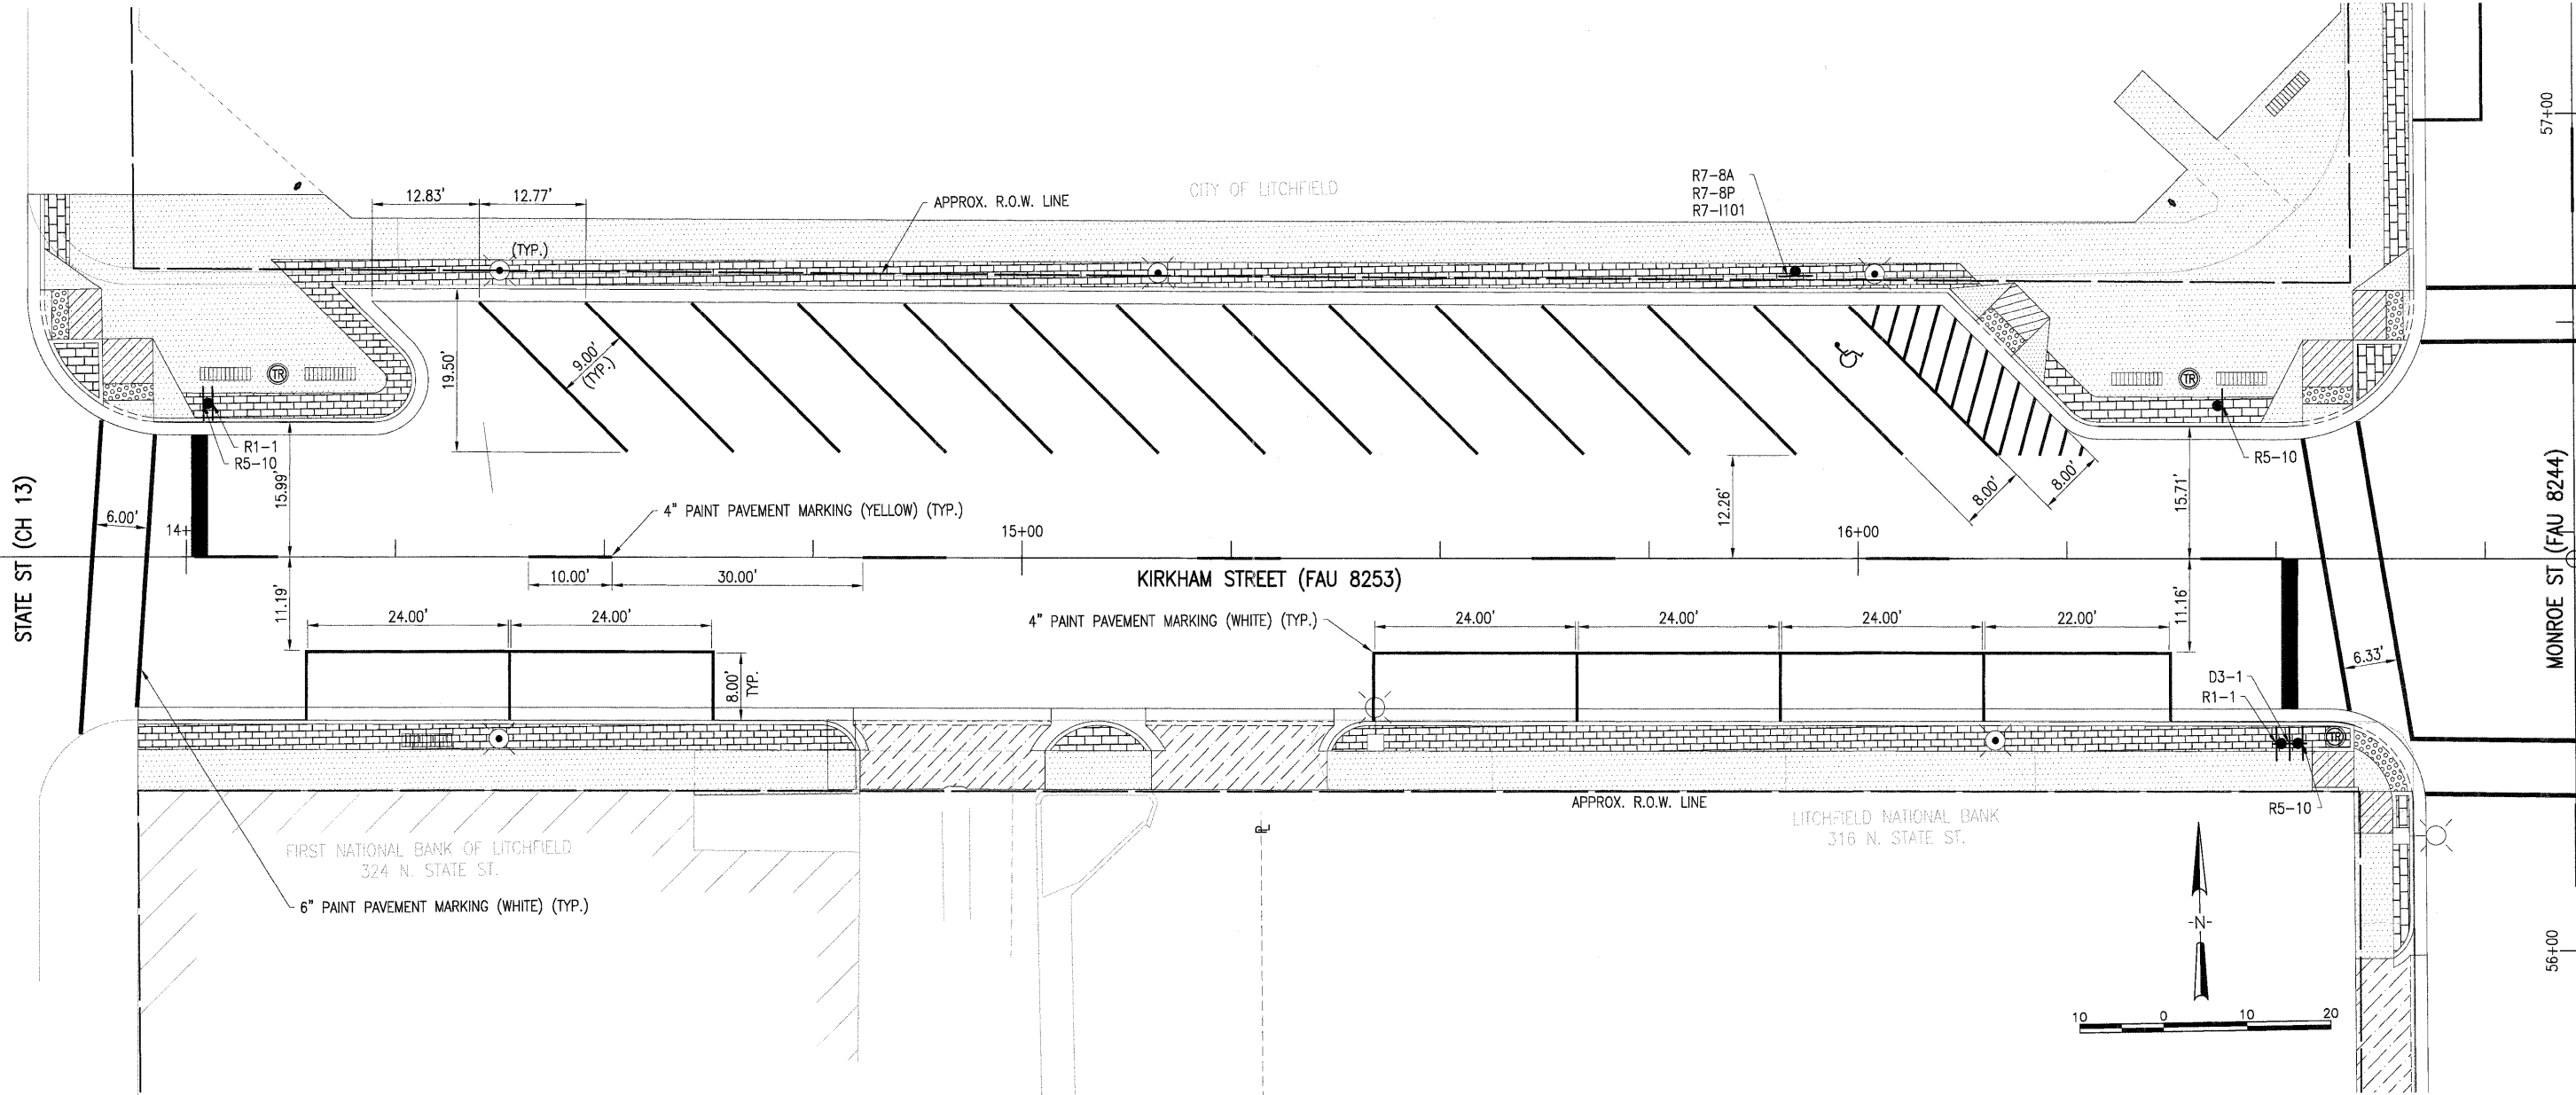 57+00
12.83'
12.77'
(TYP.)
APPROX. R.O.W. LINE
CITY OF LITCHFIELD
R7-8A
R7-8P
R7-I101
19.50'
9.00'
(TYP.)
TR
TR
R1-1
R5-10
15.99'
R5-10
8.00'
8.00'
15.71'
12.26'
STATE ST (CH 13)
MONROE ST (FAU 8244)
6.00'
14+
4" PAINT PAVEMENT MARKING (YELLOW) (TYP.)
15+00
16+00
10.00'
30.00'
KIRKHAM STREET (FAU 8253)
11.19'
24.00'
24.00'
4" PAINT PAVEMENT MARKING (WHITE) (TYP.)
24.00'
24.00'
24.00'
22.00'
11.16'
8.00'
TYP.
6.33'
D3-1
R1-1
TR
APPROX. R.O.W. LINE
R5-10
FIRST NATIONAL BANK OF LITCHFIELD
324 N. STATE ST.
LITCHFIELD NATIONAL BANK
316 N. STATE ST.
6" PAINT PAVEMENT MARKING (WHITE) (TYP.)
-N-
56+00
10 0 10 20